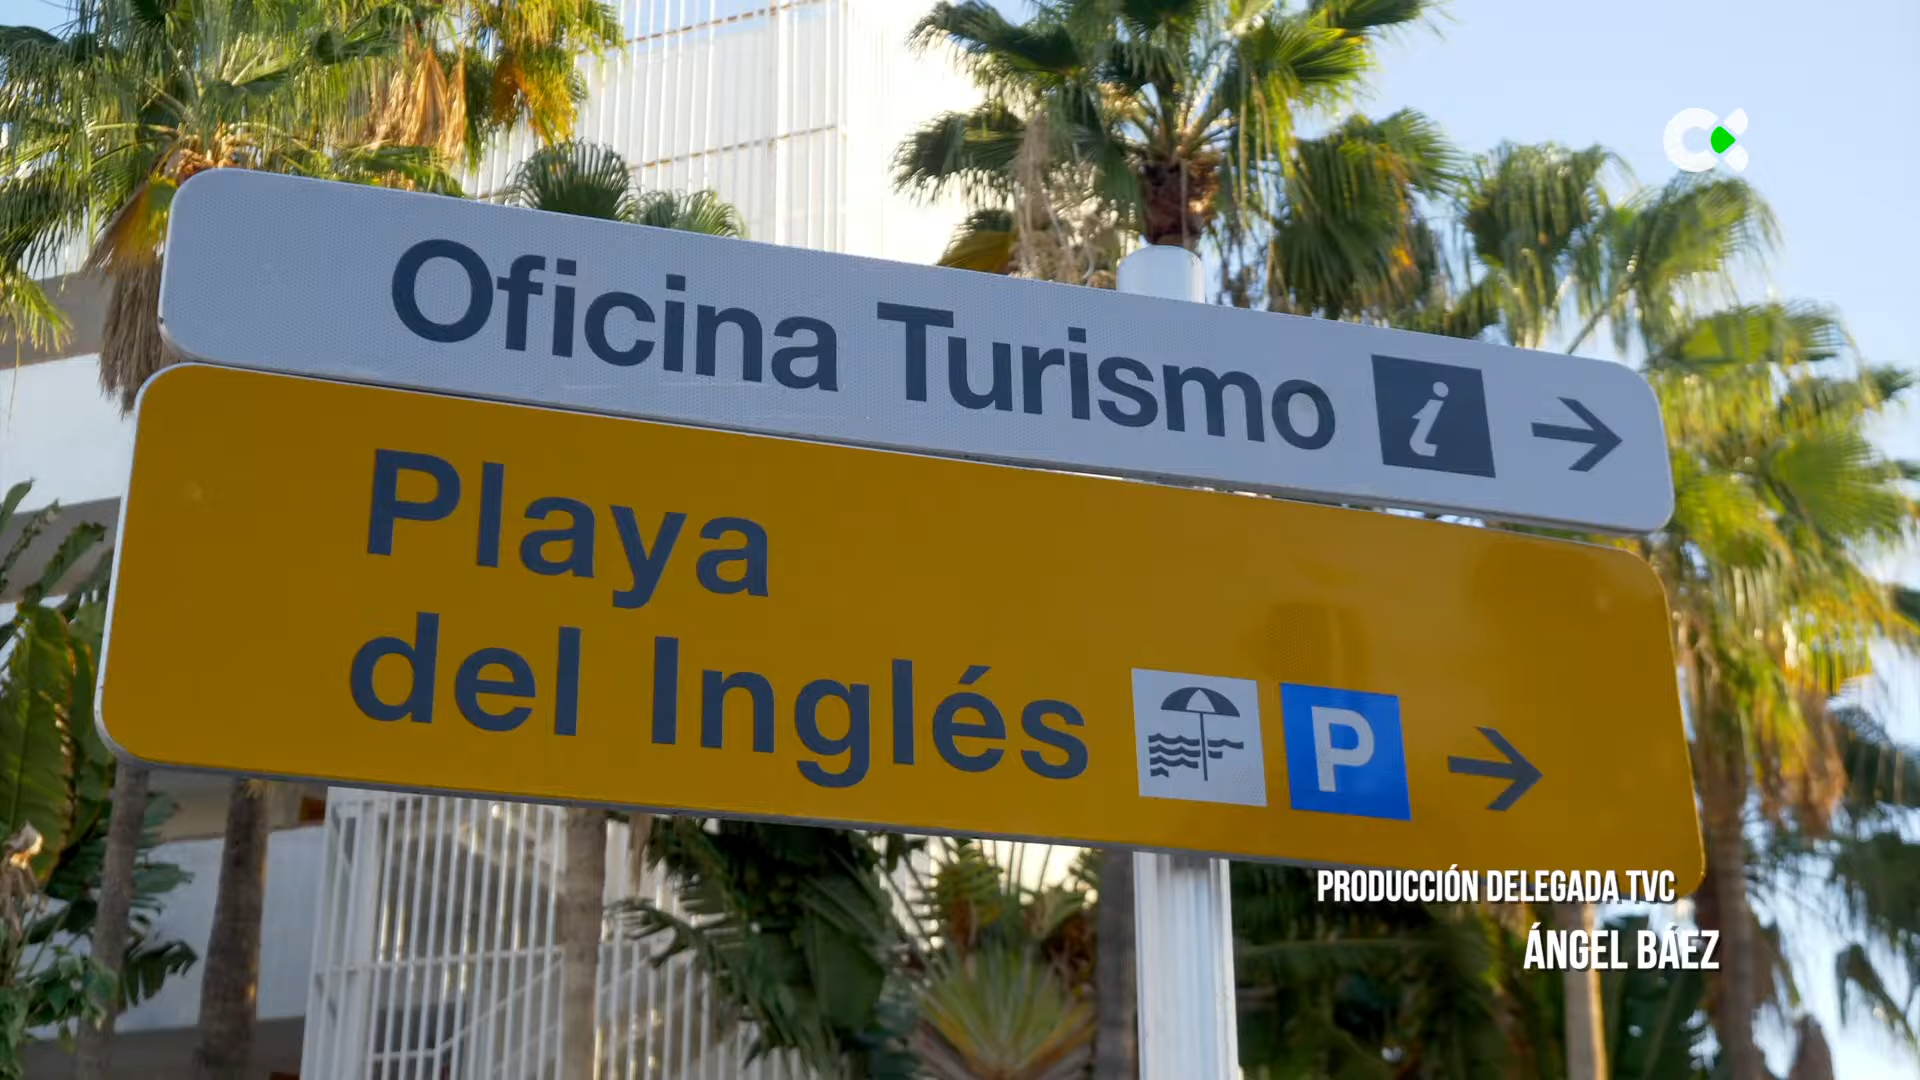 Oficina Turismo i
Playa
del Inglés P
PRODUCCIÓN DELEGADA TVC
ÁNGEL BÁEZ